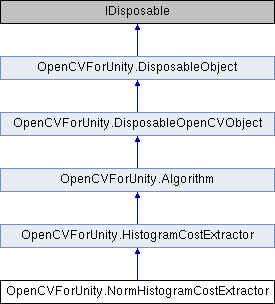 IDisposable
OpenCVForUnity.DisposableObject
OpenCVForUnity.DisposableOpenCVObject
OpenCVForUnity.Algorithm
OpenCVForUnity.HistogramCostExtractor
OpenCVForUnity.NormHistogramCostExtractor